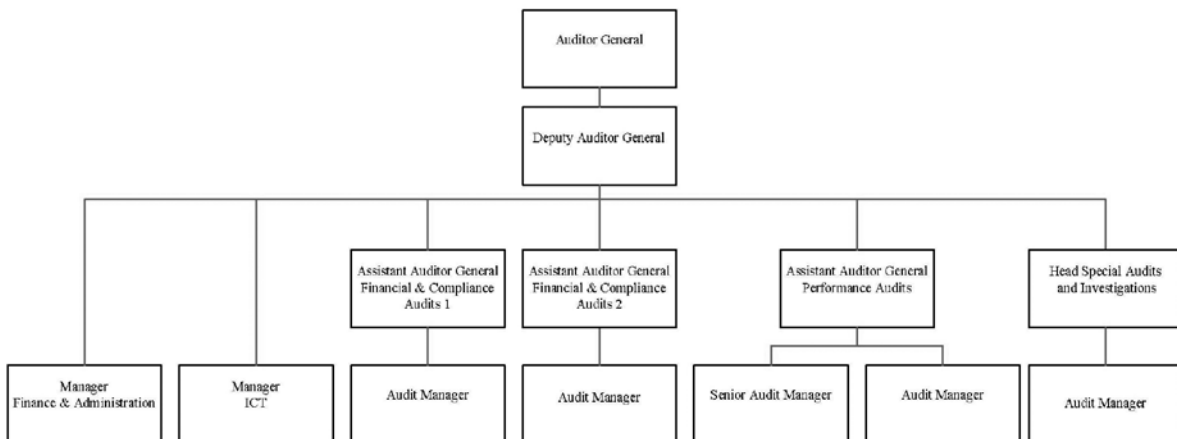 Auditor General
Deputy Auditor General
Assistant Auditor General
Financial & Compliance
Audits 1
Assistant Auditor General
Financial & Compliance
Audits 2
Assistant Auditor General
Performance Audits
Head Special Audits
and Investigations
Manager
Finance & Administration
Manager
ICT
Audit Manager
Audit Manager
Senior Audit Manager
Audit Manager
Audit Manager